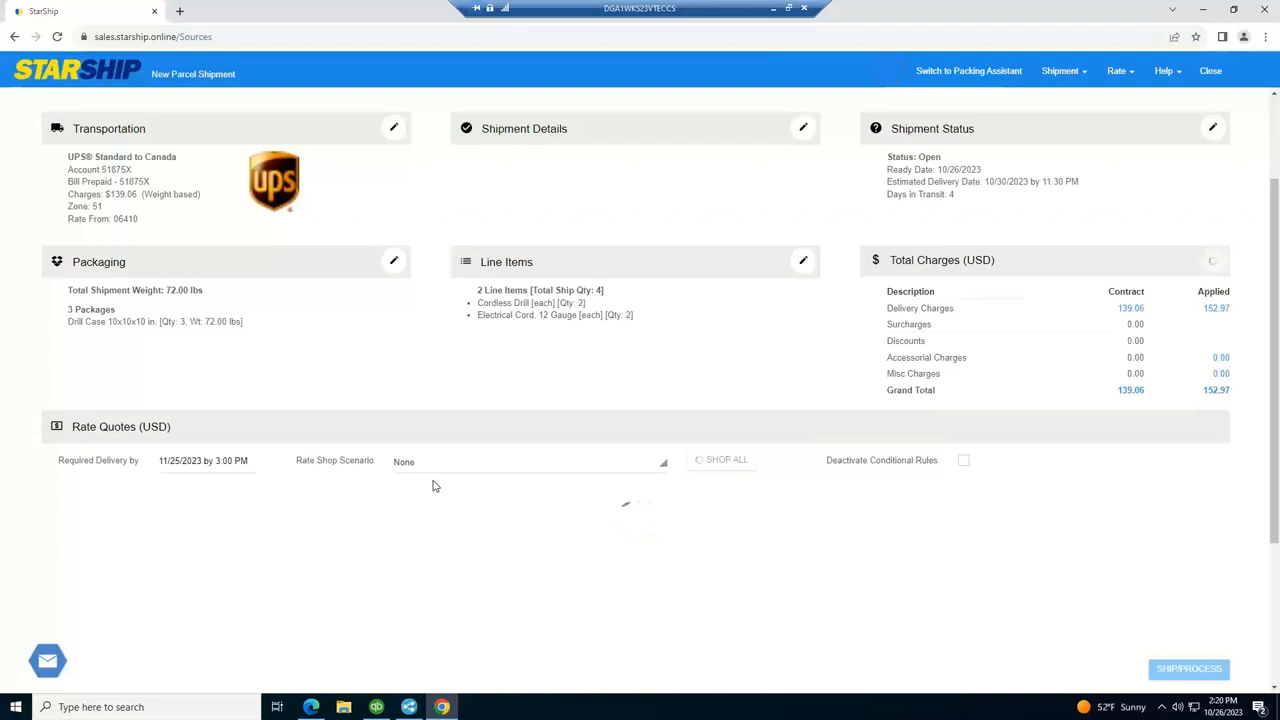 StarShip
DGA1WKS23VTECCS
sales.starship.online/Sources
STARSHIP New Parcel Shipment Switch to Packing Assistant Shipment Rate Help Close
Transportation
UPS® Standard to Canada
Account 51875X
Bill Prepaid - 51875X
Charges: $139.06 (Weight based)
Zone: 51
Rate From: 06410
ups
Shipment Details
Shipment Status
Status: Open
Ready Date: 10/26/2023
Estimated Delivery Date: 10/30/2023 by 11:30 PM
Days in Transit: 4
Packaging
Total Shipment Weight: 72.00 lbs
3 Packages
Drill Case 10x10x10 in. [Qty: 3, Wt: 72.00 lbs]
Line Items
2 Line Items [Total Ship Qty: 4]
• Cordless Drill [each] [Qty: 2]
• Electrical Cord, 12 Gauge [each] [Qty: 2]
$ Total Charges (USD)
Description Contract Applied
Delivery Charges 139.06 152.97
Surcharges 0.00
Discounts 0.00
Accessorial Charges 0.00 0.00
Misc Charges 0.00 0.00
Grand Total 139.06 152.97
Rate Quotes (USD)
Required Delivery by 11/25/2023 by 3:00 PM Rate Shop Scenario None SHOP ALL Deactivate Conditional Rules
SHIP/PROCESS
Type here to search
qb
52°F Sunny
2:20 PM
10/26/2023
2